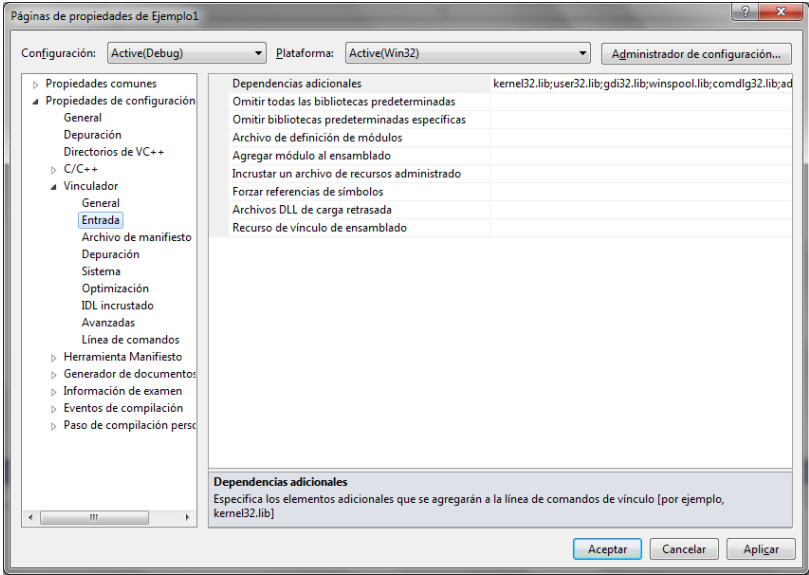 Páginas de propiedades de Ejemplo1
Configuración: Active(Debug) Plataforma: Active(Win32) Administrador de configuración...
Propiedades comunes
Propiedades de configuración
General
Depuración
Directorios de VC++
C/C++
Vinculador
General
Entrada
Archivo de manifiesto
Depuración
Sistema
Optimización
IDL incrustado
Avanzadas
Línea de comandos
Herramienta Manifiesto
Generador de documentos
Información de examen
Eventos de compilación
Paso de compilación perso
Dependencias adicionales kernel32.lib;user32.lib;gdi32.lib;winspool.lib;comdlg32.lib;ad
Omitir todas las bibliotecas predeterminadas
Omitir bibliotecas predeterminadas específicas
Archivo de definición de módulos
Agregar módulo al ensamblado
Incrustar un archivo de recursos administrado
Forzar referencias de símbolos
Archivos DLL de carga retrasada
Recurso de vínculo de ensamblado
Dependencias adicionales
Especifica los elementos adicionales que se agregarán a la línea de comandos de vínculo [por ejemplo,
kernel32.lib]
Aceptar Cancelar Aplicar